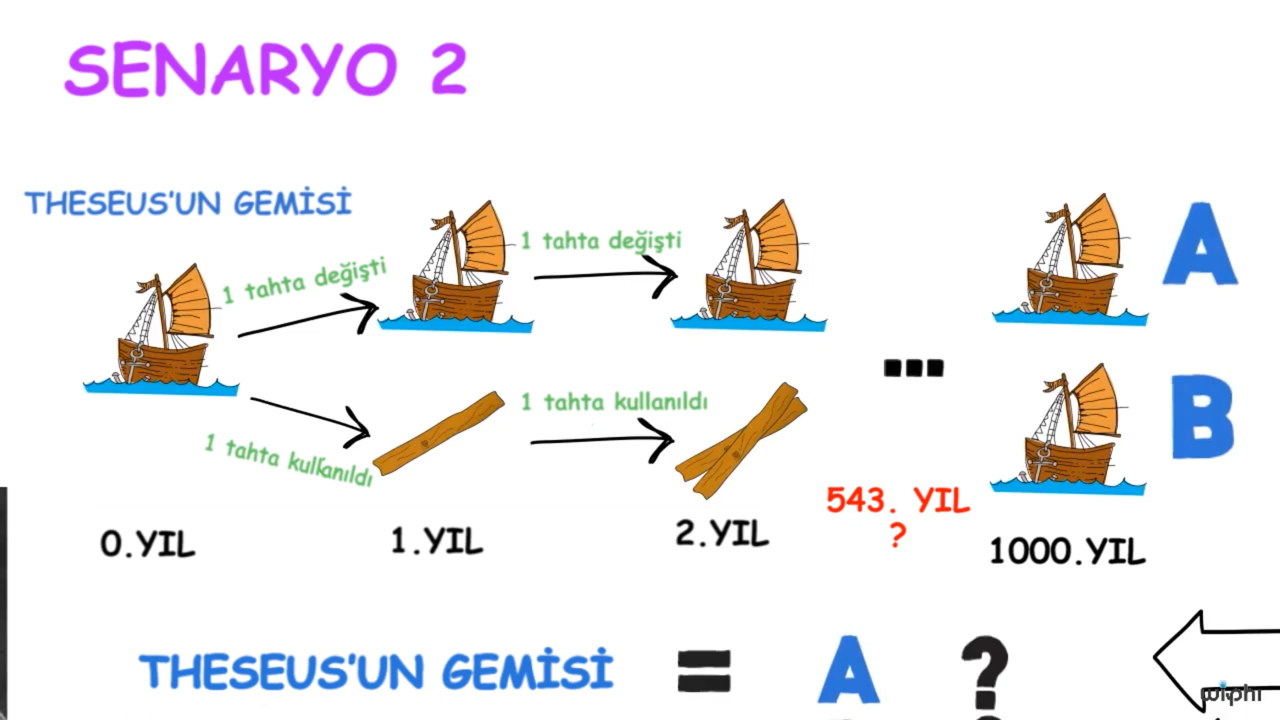 SENARYO 2
THESEUS'UN GEMİSİ
1 tahta değişti
1 tahta değişti
A
1 tahta kullanıldı
1 tahta kullanıldı
B
543. YIL
?
0.YIL
1.YIL
2.YIL
1000.YIL
THESEUS'UN GEMİSİ = A ?
wiphi